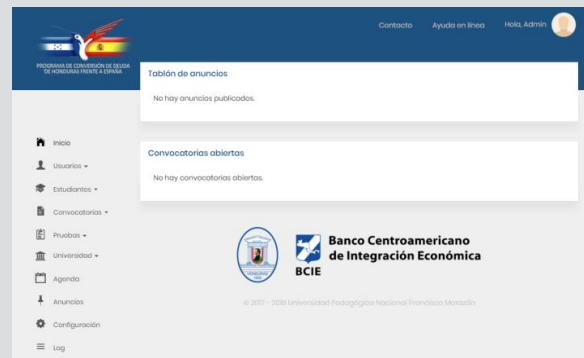 Contacto
Ayuda en línea
Hola, Admin
PROGRAMA DE CONVERSIÓN DE DEUDA
DE HONDURAS FRENTE A ESPAÑA
Tablón de anuncios
No hay anuncios publicados.
Inicio
Usuarios
Estudiantes
Convocatorias
Pruebas
Universidad
Agenda
Anuncios
Configuración
Log
Convocatorias abiertas
No hay convocatorias abiertas.
Banco Centroamericano
de Integración Económica
BCIE
© 2017 - 2018 Universidad Pedagógica Nacional Francisco Morazán